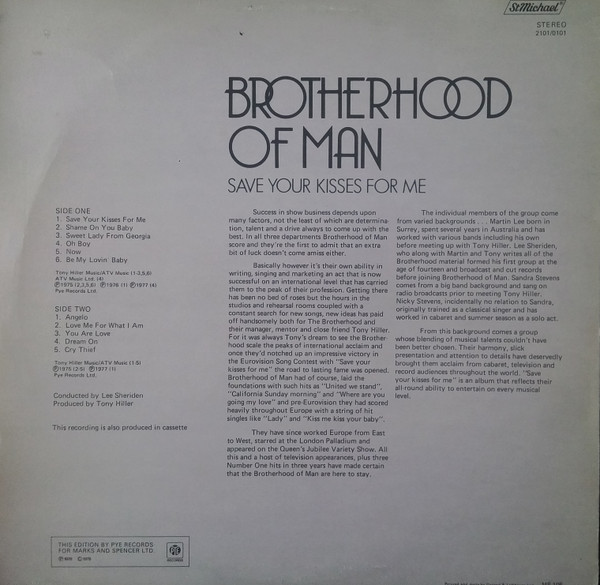 StMichael
STEREO
2101/0101
BROTHERHOOD
OF MAN
SAVE YOUR KISSES FOR ME
SIDE ONE
1. Save Your Kisses For Me
2. Shame On You Baby
3. Sweet Lady From Georgia
4. Oh Boy
5. Now
6. Be My Lovin' Baby
Tony Hiller Music/ATV Music (1-3,5,6)
ATV Music Ltd. (4)
Ⓟ1975 (2,3,5,6) Ⓟ1976 (1) Ⓟ1977 (4)
Pye Records Ltd.
SIDE TWO
1. Angelo
2. Love Me For What I Am
3. You Are Love
4. Dream On
5. Cry Thief
Tony Hiller Music/ATV Music (1-5)
Ⓟ1975 (2-5) Ⓟ1977 (1)
Pye Records Ltd.
Conducted by Lee Sheriden
Produced by Tony Hiller
This recording is also produced in cassette
Success in show business depends upon
many factors, not the least of which are determina-
tion, talent and a drive always to come up with the
best. In all three departments Brotherhood of Man
score and they're the first to admit that an extra
bit of luck doesn't come amiss either.
Basically however it's their own ability in
writing, singing and marketing an act that is now
successful on an international level that has carried
them to the peak of their profession. Getting there
has been no bed of roses but the hours in the
studios and rehearsal rooms coupled with a
constant search for new songs, new ideas has paid
off handsomely both for The Brotherhood and
their manager, mentor and close friend Tony Hiller.
For it was always Tony's dream to see the Brother-
hood scale the peaks of international acclaim and
once they'd notched up an impressive victory in
the Eurovision Song Contest with "Save your
kisses for me" the road to lasting fame was opened.
Brotherhood of Man had of course, laid the
foundations with such hits as "United we stand",
"California Sunday morning" and "Where are you
going my love" and pre-Eurovision they had scored
heavily throughout Europe with a string of hit
singles like "Lady" and "Kiss me kiss your baby".
They have since worked Europe from East
to West, starred at the London Palladium and
appeared on the Queen's Jubilee Variety Show. All
this and a host of television appearances, plus three
Number One hits in three years have made certain
that the Brotherhood of Man are here to stay.
The individual members of the group come
from varied backgrounds . . . Martin Lee born in
Surrey, spent several years in Australia and has
worked with various bands including his own
before meeting up with Tony Hiller. Lee Sheriden,
who along with Martin and Tony writes all of the
Brotherhood material formed his first group at the
age of fourteen and broadcast and cut records
before joining Brotherhood of Man. Sandra Stevens
comes from a big band background and sang on
radio broadcasts prior to meeting Tony Hiller.
Nicky Stevens, incidentally no relation to Sandra,
originally trained as a classical singer and has
worked in cabaret and summer season as a solo act.
From this background comes a group
whose blending of musical talents couldn't have
been better chosen. Their harmony, slick
presentation and attention to details have deservedly
brought them acclaim from cabaret, television and
record audiences throughout the world. "Save
your kisses for me" is an album that reflects their
all-round ability to entertain on every musical
level.
THIS EDITION BY PYE RECORDS
FOR MARKS AND SPENCER LTD.
PYE